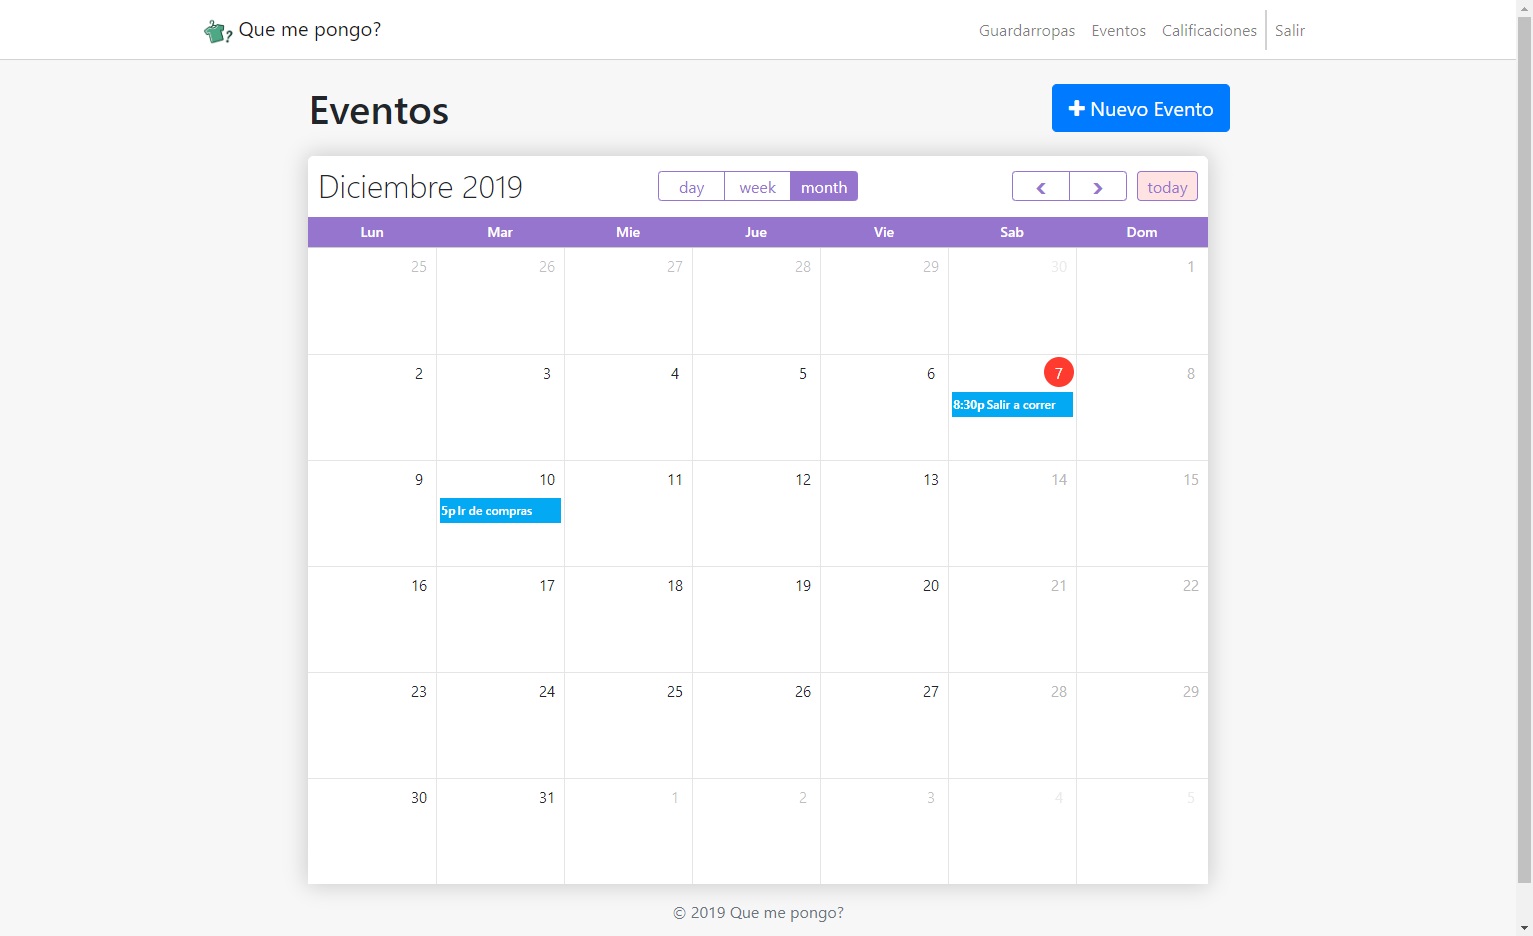 Que me pongo?
Guardarropas Eventos Calificaciones Salir
Eventos
Nuevo Evento
Diciembre 2019
day week month
today
Lun Mar Mie Jue Vie Sab Dom
25 26 27 28 29 30 1
2 3 4 5 6 7 8
8:30p Salir a correr
9 10 11 12 13 14 15
5p Ir de compras
16 17 18 19 20 21 22
23 24 25 26 27 28 29
30 31 1 2 3 4 5
© 2019 Que me pongo?